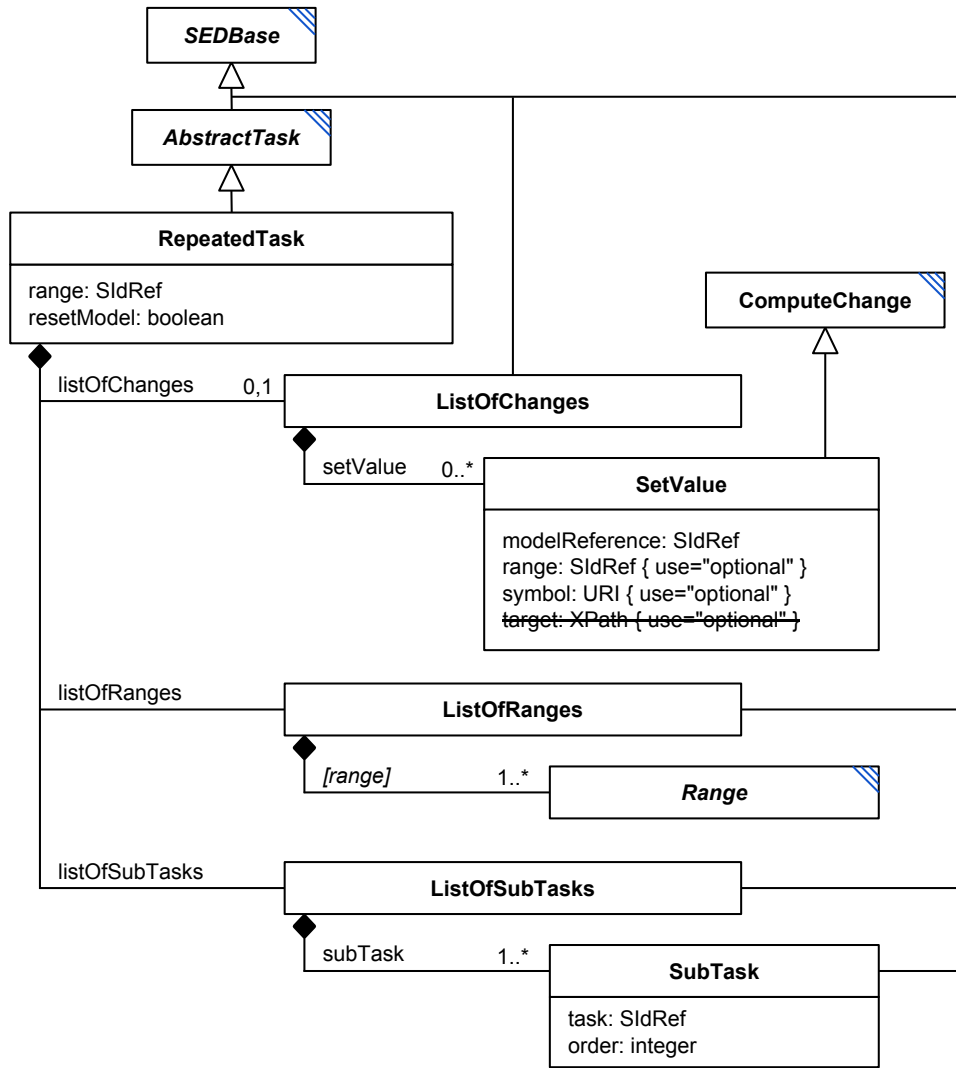 SEDBase
AbstractTask
RepeatedTask
range: SIdRef
resetModel: boolean
ComputeChange
listOfChanges 0,1
ListOfChanges
setValue 0..*
SetValue
modelReference: SIdRef
range: SIdRef { use="optional" }
symbol: URI { use="optional" }
target: XPath { use="optional" }
listOfRanges
ListOfRanges
[range] 1..*
Range
listOfSubTasks
ListOfSubTasks
subTask 1..*
SubTask
task: SIdRef
order: integer